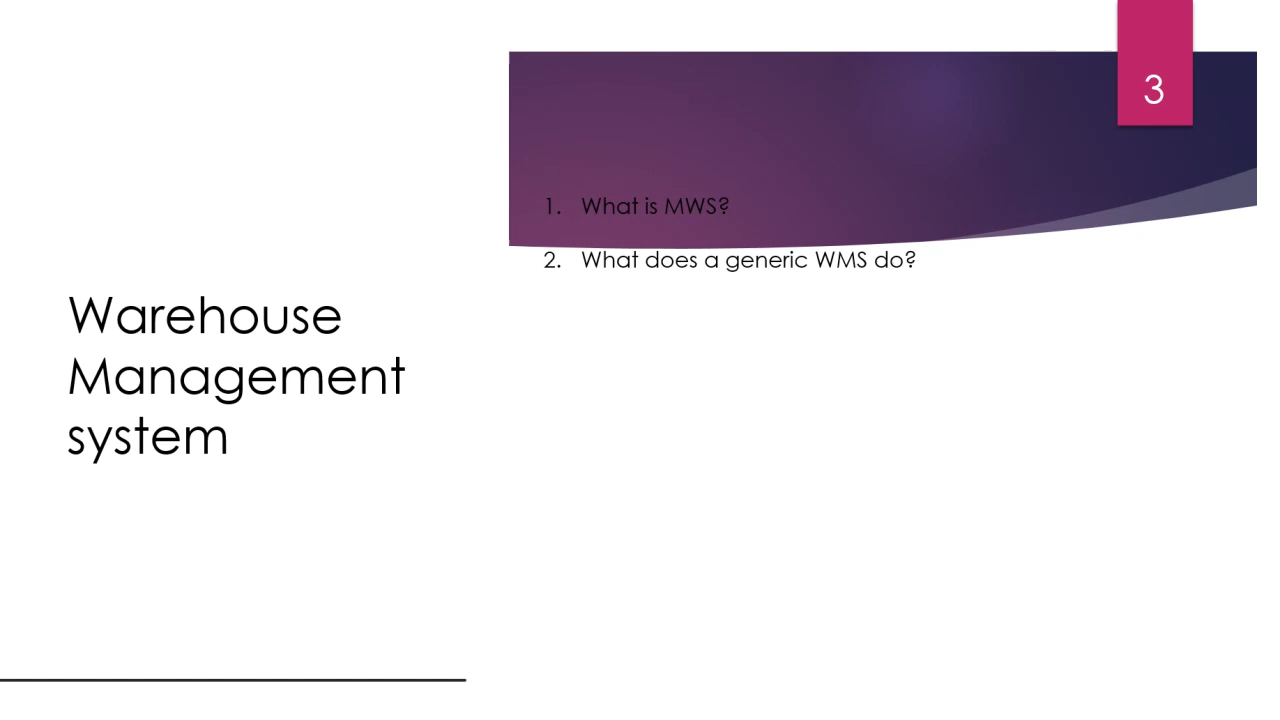 3
1. What is MWS?
2. What does a generic WMS do?
Warehouse
Management
system